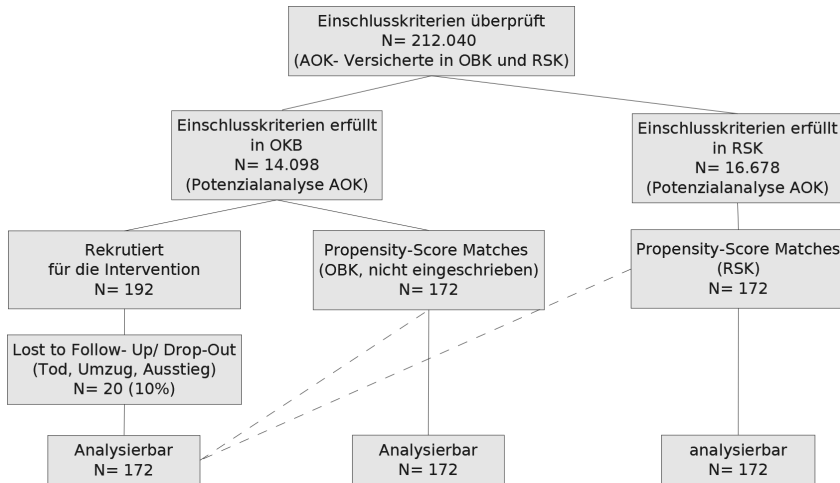 Einschlusskriterien überprüft
N= 212.040
(AOK- Versicherte in OBK und RSK)
Einschlusskriterien erfüllt
in OKB
N= 14.098
(Potenzialanalyse AOK)
Einschlusskriterien erfüllt
in RSK
N= 16.678
(Potenzialanalyse AOK)
Rekrutiert
für die Intervention
N= 192
Propensity-Score Matches
(OBK, nicht eingeschrieben)
N= 172
Propensity-Score Matches
(RSK)
N= 172
Lost to Follow- Up/ Drop-Out
(Tod, Umzug, Ausstieg)
N= 20 (10%)
Analysierbar
N= 172
Analysierbar
N= 172
analysierbar
N= 172